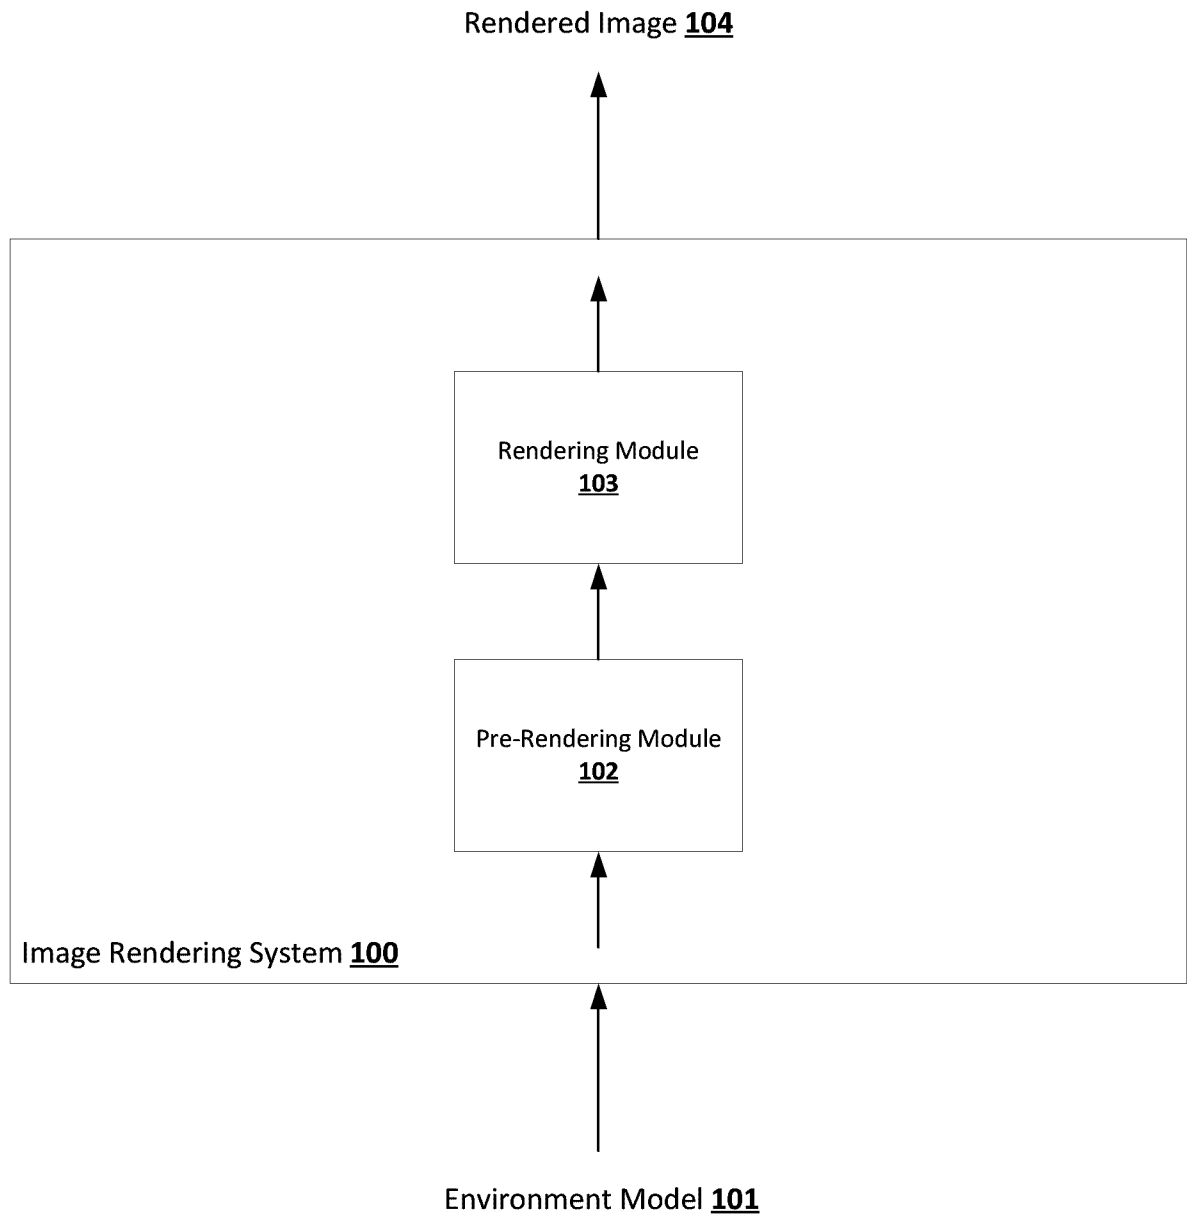 Rendered Image 104
Rendering Module
103
Pre-Rendering Module
102
Image Rendering System 100
Environment Model 101